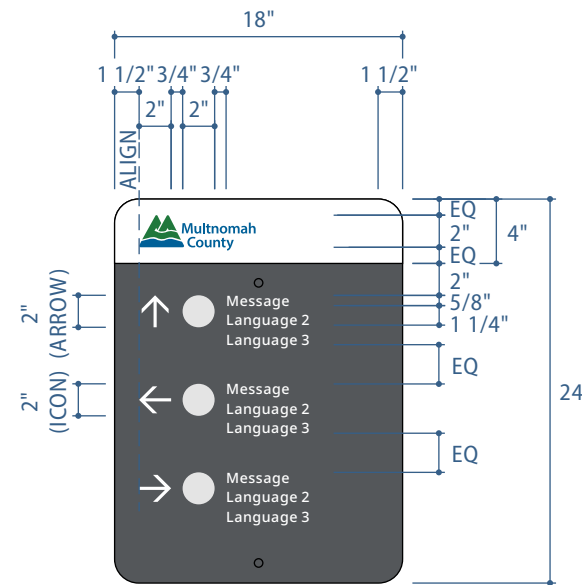 18"
1 1/2" 3/4" 3/4" 1 1/2"
2" 2"
ALIGN
Multnomah
County
EQ
2"
EQ
4"
2"
5/8"
1 1/4"
2"
(ARROW)
Message
Language 2
Language 3
EQ
2"
(ICON)
Message
Language 2
Language 3
24
EQ
Message
Language 2
Language 3